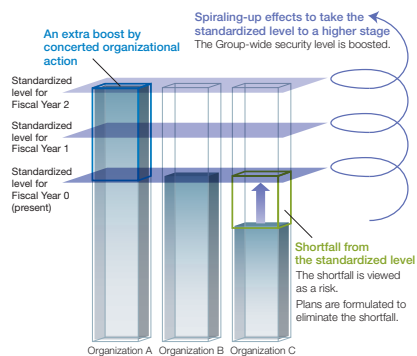 Spiraling-up effects to take the
standardized level to a higher stage
The Group-wide security level is boosted.
An extra boost by
concerted organizational
action
Standardized
level for
Fiscal Year 2
Standardized
level for
Fiscal Year 1
Standardized
level for
Fiscal Year 0
(present)
Shortfall from
the standardized level
The shortfall is viewed
as a risk.
Plans are formulated to
eliminate the shortfall.
Organization A
Organization B
Organization C